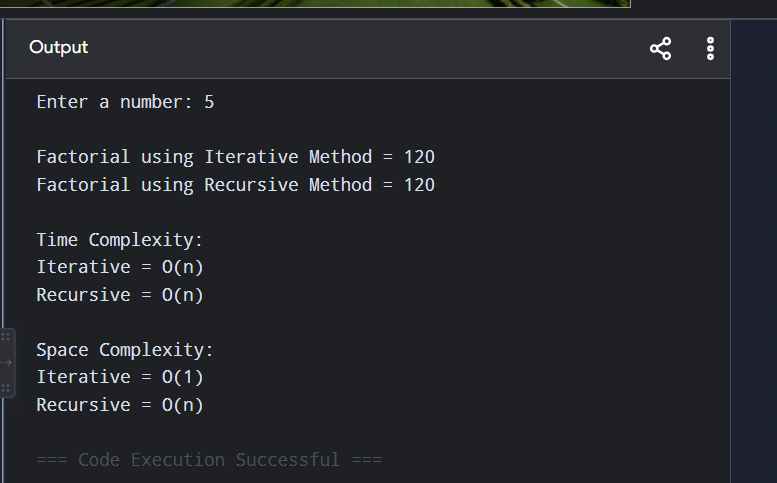 Output
Enter a number: 5
Factorial using Iterative Method = 120
Factorial using Recursive Method = 120
Time Complexity:
Iterative = O(n)
Recursive = O(n)
Space Complexity:
Iterative = O(1)
Recursive = O(n)
=== Code Execution Successful ===